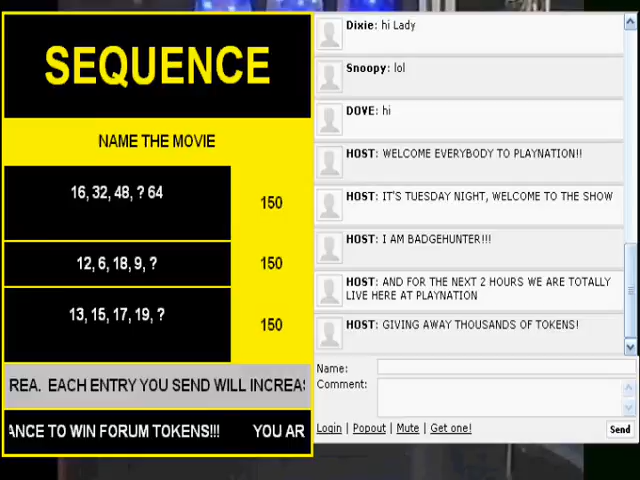 SEQUENCE
NAME THE MOVIE
16, 32, 48, ? 64
150
12, 6, 18, 9, ?
150
13, 15, 17, 19, ?
150
REA. EACH ENTRY YOU SEND WILL INCREAS
ANCE TO WIN FORUM TOKENS!!! YOU AR
Dixie: hi Lady
Snoopy: lol
DOVE: hi
HOST: WELCOME EVERYBODY TO PLAYNATION!!
HOST: IT'S TUESDAY NIGHT, WELCOME TO THE SHOW
HOST: I AM BADGEHUNTER!!!
HOST: AND FOR THE NEXT 2 HOURS WE ARE TOTALLY
LIVE HERE AT PLAYNATION
HOST: GIVING AWAY THOUSANDS OF TOKENS!
Name:
Comment:
Login | Popout | Mute | Get one! Send